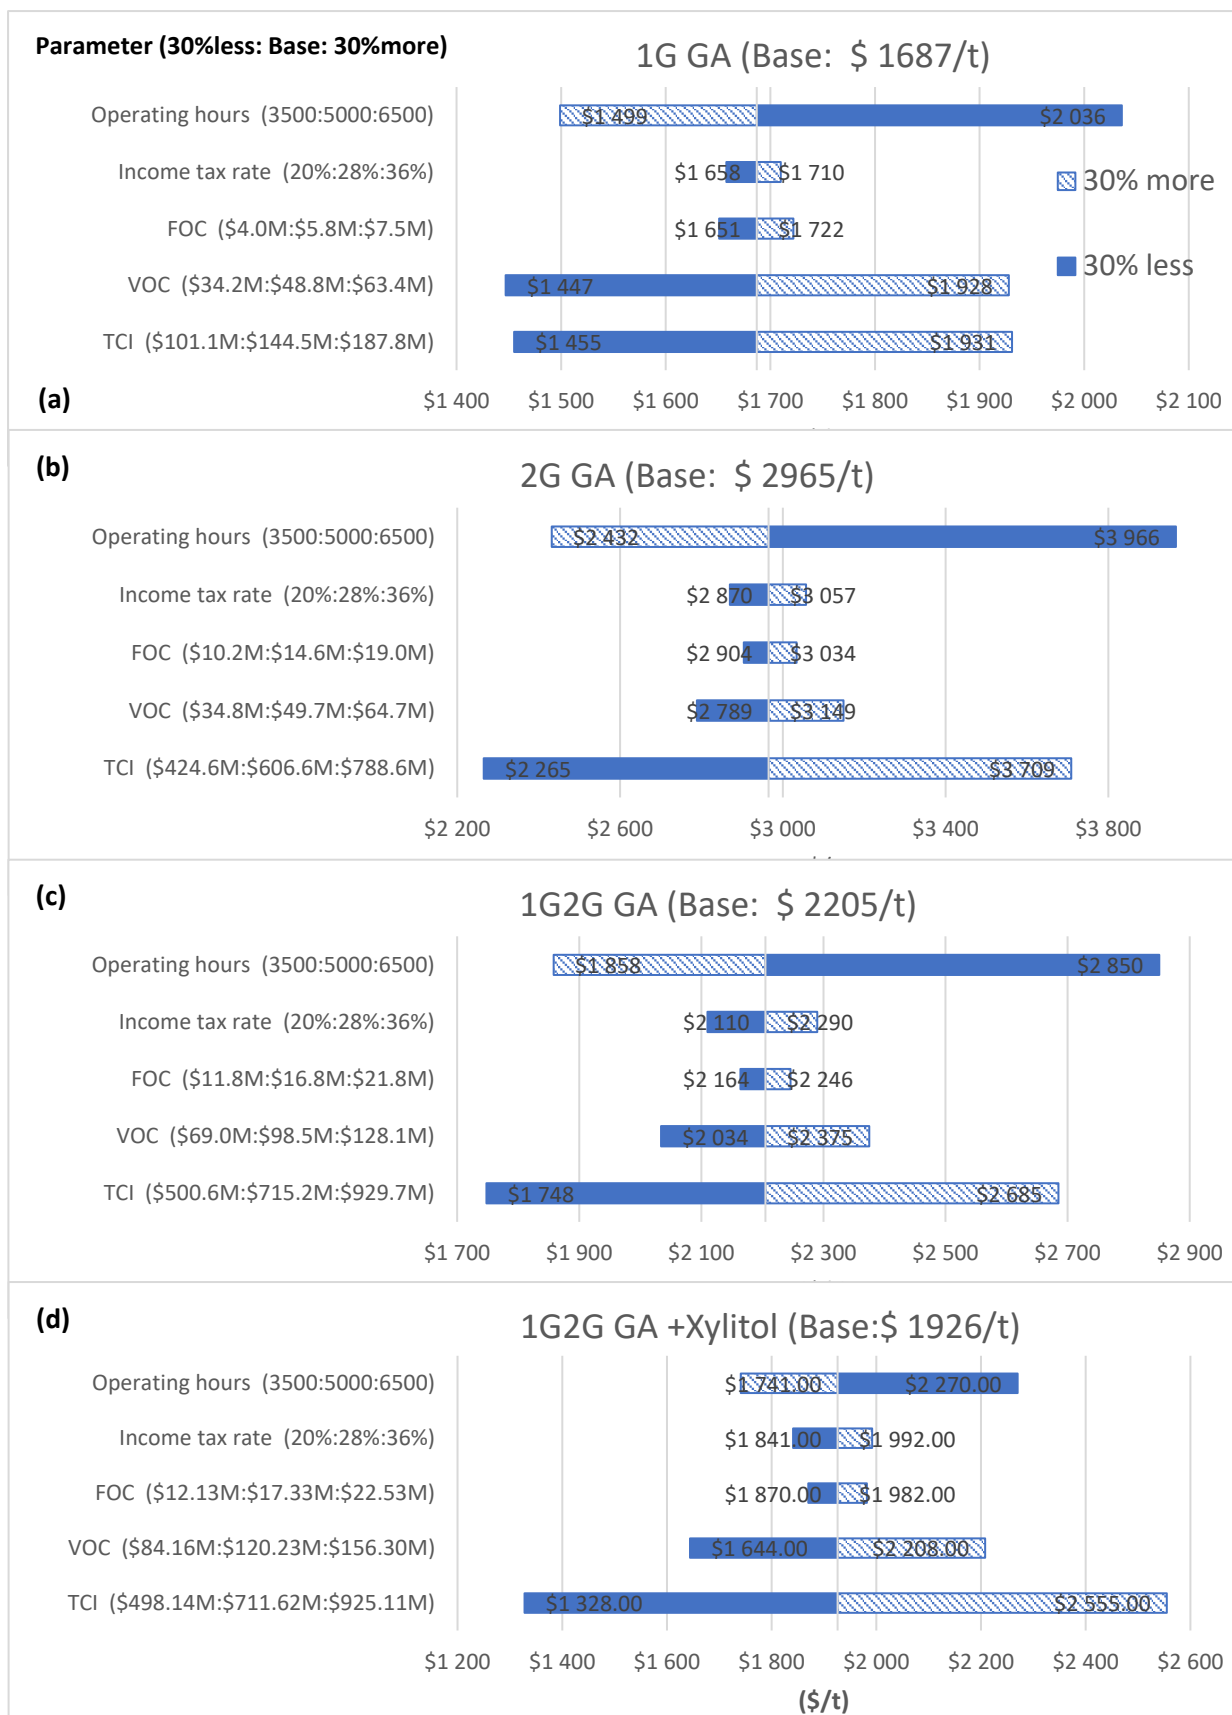 Parameter (30%less: Base: 30%more)
1G GA (Base:  $ 1687/t)
Operating hours (3500:5000:6500)
$1 499
$2 036
Income tax rate (20%:28%:36%)
$1 658
$1 710
30% more
FOC ($4.0M:$5.8M:$7.5M)
$1 651
$1 722
30% less
VOC ($34.2M:$48.8M:$63.4M)
$1 447
$1 928
TCI ($101.1M:$144.5M:$187.8M)
$1 455
$1 931
(a)
$1 400 $1 500 $1 600 $1 700 $1 800 $1 900 $2 000 $2 100
(b)
2G GA (Base:  $ 2965/t)
Operating hours (3500:5000:6500)
$2 432
$3 966
Income tax rate (20%:28%:36%)
$2 870
$3 057
FOC ($10.2M:$14.6M:$19.0M)
$2 904
$3 034
VOC ($34.8M:$49.7M:$64.7M)
$2 789
$3 149
TCI ($424.6M:$606.6M:$788.6M)
$2 265
$3 709
$2 200 $2 600 $3 000 $3 400 $3 800
(c)
1G2G GA (Base:  $ 2205/t)
Operating hours (3500:5000:6500)
$1 858
$2 850
Income tax rate (20%:28%:36%)
$2 110
$2 290
FOC ($11.8M:$16.8M:$21.8M)
$2 164
$2 246
VOC ($69.0M:$98.5M:$128.1M)
$2 034
$2 375
TCI ($500.6M:$715.2M:$929.7M)
$1 748
$2 685
$1 700 $1 900 $2 100 $2 300 $2 500 $2 700 $2 900
(d)
1G2G GA +Xylitol (Base:$ 1926/t)
Operating hours (3500:5000:6500)
$1 741.00
$2 270.00
Income tax rate (20%:28%:36%)
$1 841.00
$1 992.00
FOC ($12.13M:$17.33M:$22.53M)
$1 870.00
$1 982.00
VOC ($84.16M:$120.23M:$156.30M)
$1 644.00
$2 208.00
TCI ($498.14M:$711.62M:$925.11M)
$1 328.00
$2 555.00
$1 200 $1 400 $1 600 $1 800 $2 000 $2 200 $2 400 $2 600
($/t)